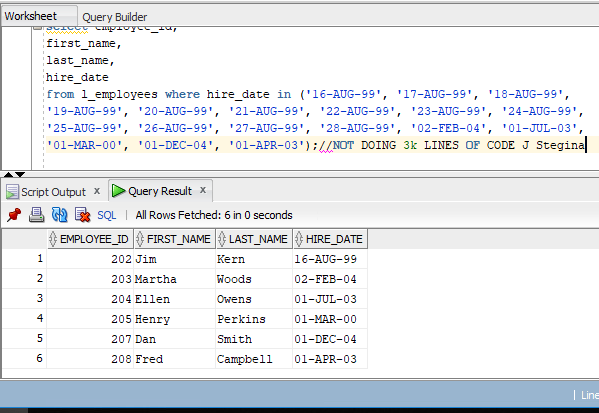 Worksheet Query Builder
select employee_id,
first_name,
last_name,
hire_date
from l_employees where hire_date in ('16-AUG-99', '17-AUG-99', '18-AUG-99',
'19-AUG-99', '20-AUG-99', '21-AUG-99', '22-AUG-99', '23-AUG-99', '24-AUG-99',
'25-AUG-99', '26-AUG-99', '27-AUG-99', '28-AUG-99', '02-FEB-04', '01-JUL-03',
'01-MAR-00', '01-DEC-04', '01-APR-03');//NOT DOING 3k LINES OF CODE J Stegina
Script Output x Query Result x
SQL | All Rows Fetched: 6 in 0 seconds
EMPLOYEE_ID FIRST_NAME LAST_NAME HIRE_DATE
1 202 Jim Kern 16-AUG-99
2 203 Martha Woods 02-FEB-04
3 204 Ellen Owens 01-JUL-03
4 205 Henry Perkins 01-MAR-00
5 207 Dan Smith 01-DEC-04
6 208 Fred Campbell 01-APR-03
| Line